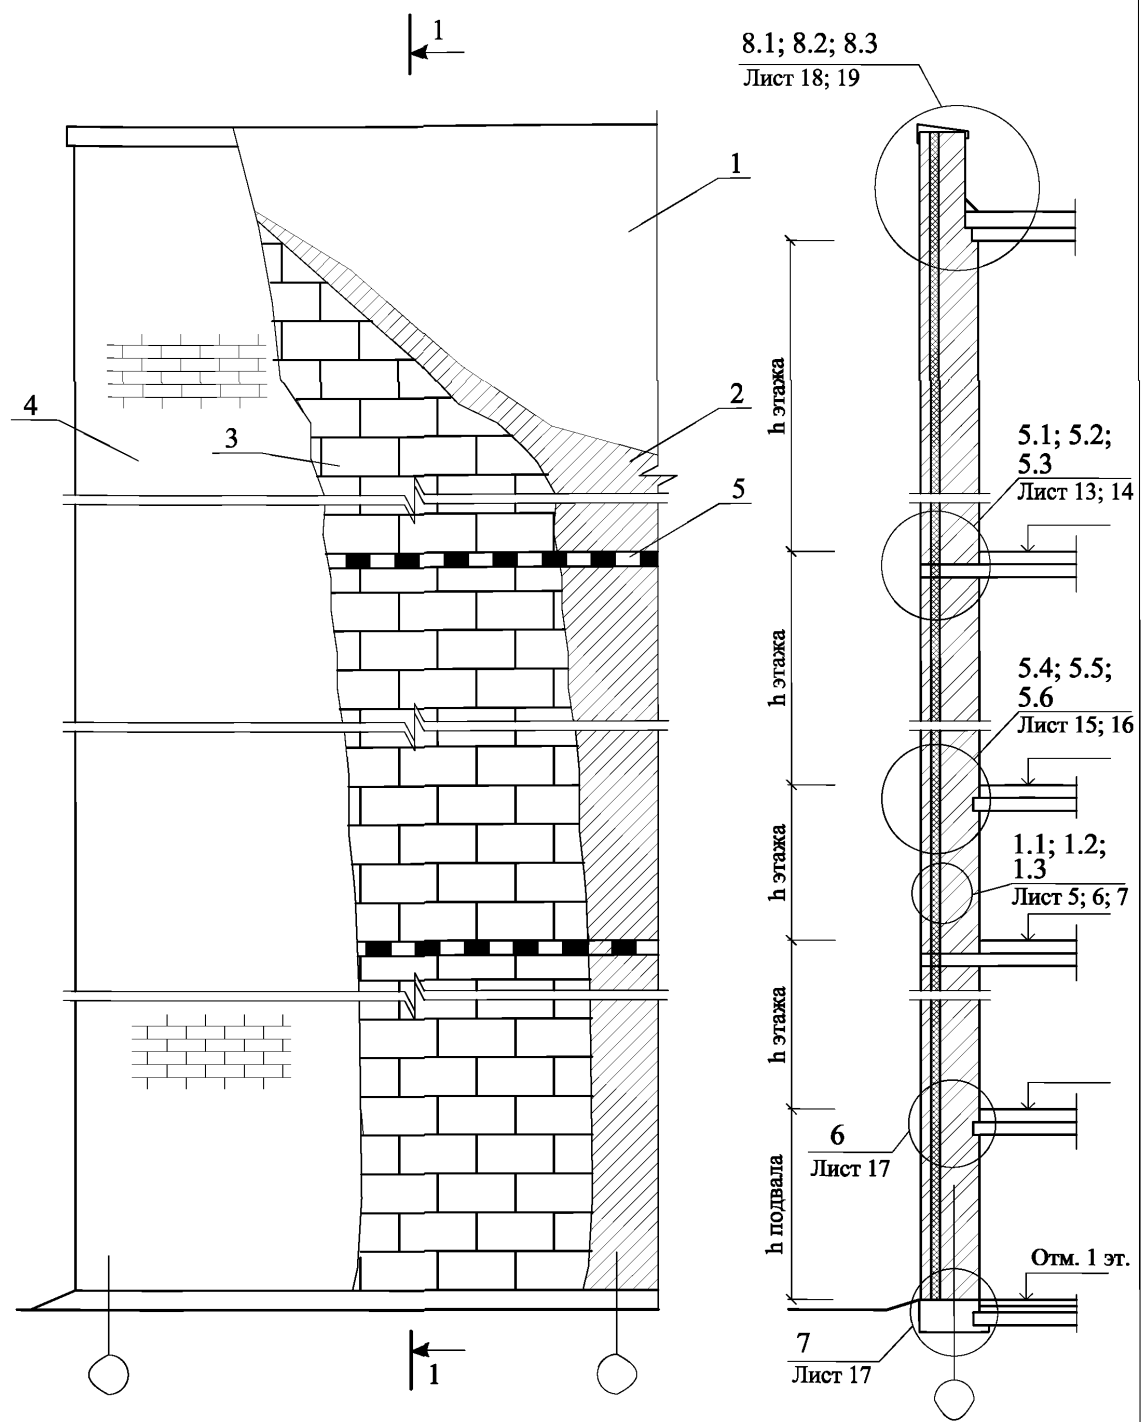 1
8.1; 8.2; 8.3
Лист 18; 19
1
h этажа
2
4
3
5.1; 5.2;
5.3
Лист 13; 14
5
h этажа
5.4; 5.5;
5.6
Лист 15; 16
h этажа
1.1; 1.2;
1.3
Лист 5; 6; 7
h этажа
6
Лист 17
h подвала
Отм. 1 эт.
7
Лист 17
1